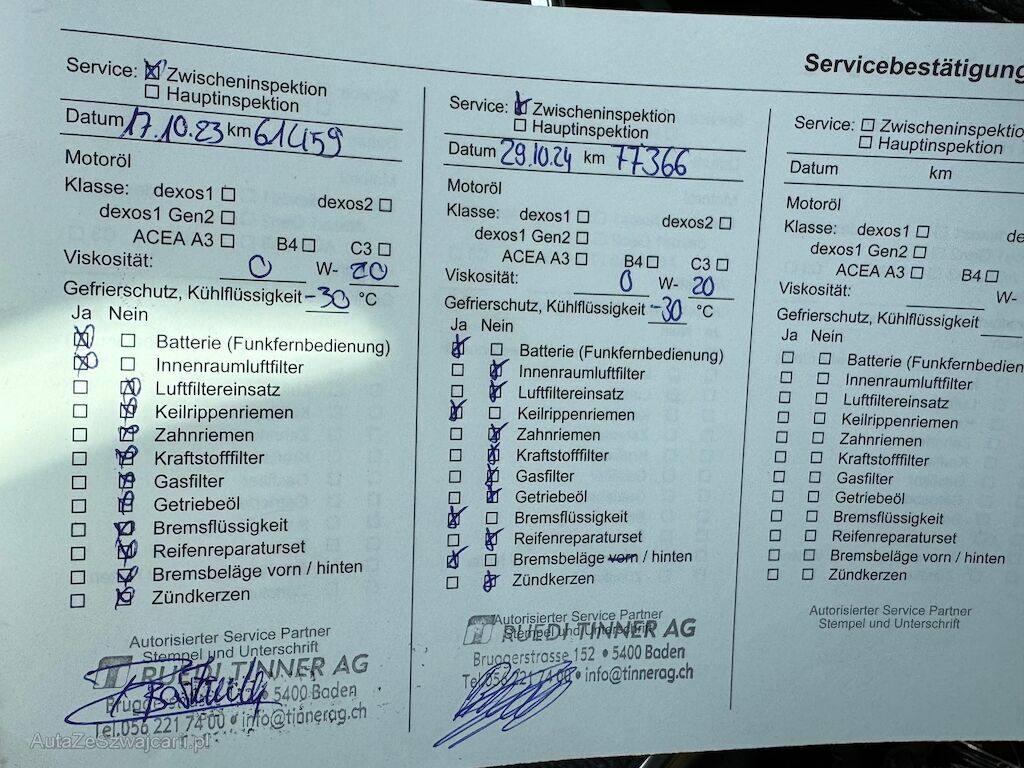 Servicebestätigung
Service: ☒ Zwischeninspektion
☐ Hauptinspektion
Datum 17.10.23 km 61459
Motoröl
Klasse: dexos1 ☐ dexos2 ☐
dexos1 Gen2 ☐
ACEA A3 ☐ B4 ☐ C3 ☐
Viskosität: 0 W- 20
Gefrierschutz, Kühlflüssigkeit -30 °C
Ja Nein
☒ ☐ Batterie (Funkfernbedienung)
☒ ☐ Innenraumluftfilter
☐ ☒ Luftfiltereinsatz
☐ ☒ Keilrippenriemen
☐ ☒ Zahnriemen
☐ ☒ Kraftstofffilter
☐ ☒ Gasfilter
☐ ☒ Getriebeöl
☐ ☒ Bremsflüssigkeit
☐ ☒ Reifenreparaturset
☐ ☒ Bremsbeläge vorn / hinten
☐ ☒ Zündkerzen
Autorisierter Service Partner
Stempel und Unterschrift
RUEDI TINNER AG
Bruggerstrasse 152 • 5400 Baden
Tel.056 221 74 00 • info@tinnerag.ch
Service: ☒ Zwischeninspektion
☐ Hauptinspektion
Datum 29.10.24 km 77366
Motoröl
Klasse: dexos1 ☐ dexos2 ☐
dexos1 Gen2 ☐
ACEA A3 ☐ B4 ☐ C3 ☐
Viskosität: 0 W- 20
Gefrierschutz, Kühlflüssigkeit -30 °C
Ja Nein
☒ ☐ Batterie (Funkfernbedienung)
☐ ☒ Innenraumluftfilter
☐ ☒ Luftfiltereinsatz
☒ ☐ Keilrippenriemen
☐ ☒ Zahnriemen
☐ ☒ Kraftstofffilter
☐ ☒ Gasfilter
☐ ☒ Getriebeöl
☒ ☐ Bremsflüssigkeit
☐ ☒ Reifenreparaturset
☒ ☐ Bremsbeläge vorn / hinten
☐ ☒ Zündkerzen
Autorisierter Service Partner
Stempel und Unterschrift
RUEDI TINNER AG
Bruggerstrasse 152 • 5400 Baden
Tel.056 221 74 00 • info@tinnerag.ch
Service: ☐ Zwischeninspektio
☐ Hauptinspektion
Datum km
Motoröl
Klasse: dexos1 ☐
dexos1 Gen2 ☐
ACEA A3 ☐ B4 ☐
Viskosität: W-
Gefrierschutz, Kühlflüssigkeit
Ja Nein
☐ ☐ Batterie (Funkfernbedien
☐ ☐ Innenraumluftfilter
☐ ☐ Luftfiltereinsatz
☐ ☐ Keilrippenriemen
☐ ☐ Zahnriemen
☐ ☐ Kraftstofffilter
☐ ☐ Gasfilter
☐ ☐ Getriebeöl
☐ ☐ Bremsflüssigkeit
☐ ☐ Reifenreparaturset
☐ ☐ Bremsbeläge vorn / hinten
☐ ☐ Zündkerzen
Autorisierter Service Partner
Stempel und Unterschrift
AutaZeSzwajcarii.pl